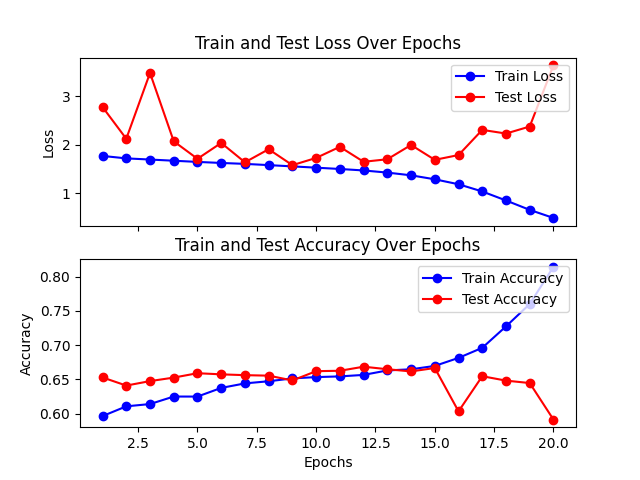 Train and Test Loss Over Epochs
Loss
3
2
1
Train Loss
Test Loss
Train and Test Accuracy Over Epochs
Accuracy
0.80
0.75
0.70
0.65
0.60
Train Accuracy
Test Accuracy
2.5 5.0 7.5 10.0 12.5 15.0 17.5 20.0
Epochs